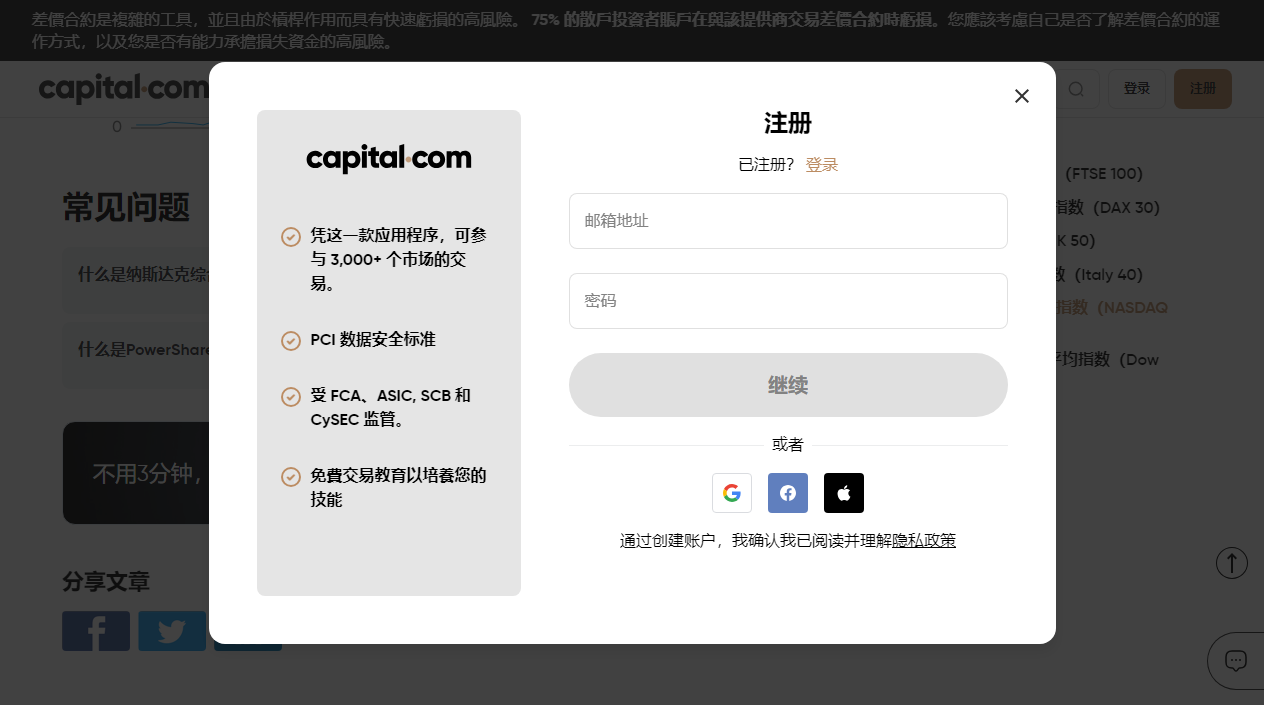 差價合約是複雜的工具，並且由於槓桿作用而具有快速虧損的高風險。 75% 的散戶投資者賬戶在與該提供商交易差價合約時虧損。您應該考慮自己是否了解差價合約的運
作方式，以及您是否有能力承擔損失資金的高風險。
capital.com
登录
注册
0
常见问题
什么是纳斯达克综
什么是PowerShare
不用3分钟，
分享文章
(FTSE 100)
指数（DAX 30)
50)
(Italy 40)
指数（NASDAQ
平均指数（Dow
capital.com
凭这一款应用程序，可参
与 3,000+ 个市场的交
易。
PCI 数据安全标准
受 FCA、ASIC, SCB 和
CySEC 监管。
免費交易教育以培養您的
技能
注册
已注册？ 登录
邮箱地址
密码
继续
或者
通过创建账户，我确认我已阅读并理解隐私政策